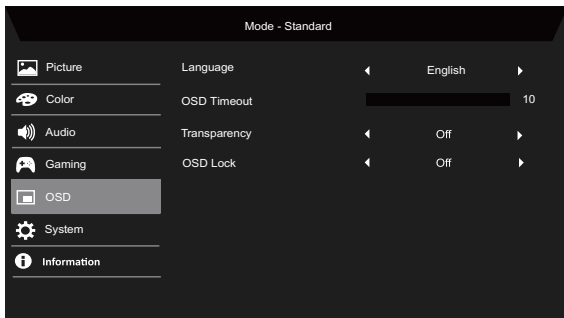 Mode - Standard
Picture
Color
Audio
Gaming
OSD
System
Information
Language English
OSD Timeout 10
Transparency Off
OSD Lock Off